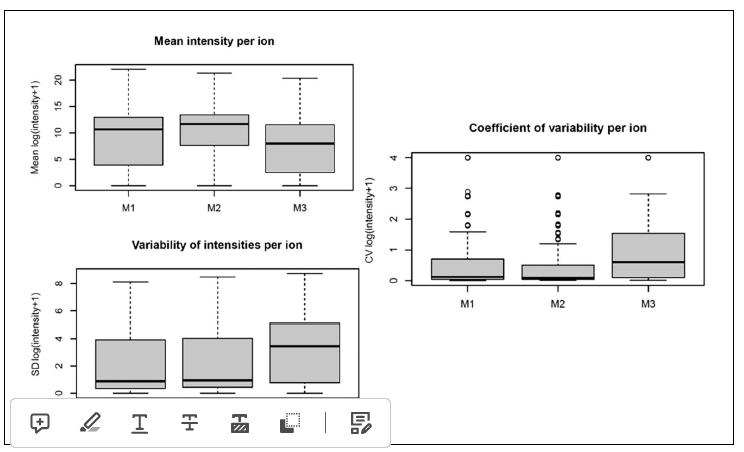 Mean intensity per ion
Mean log(intensity+1)
20
15
10
5
0
M1 M2 M3
Variability of intensities per ion
SD log(intensity+1)
8
6
4
2
0
Coefficient of variability per ion
CV log(intensity+1)
4
3
2
1
0
M1 M2 M3
T T T